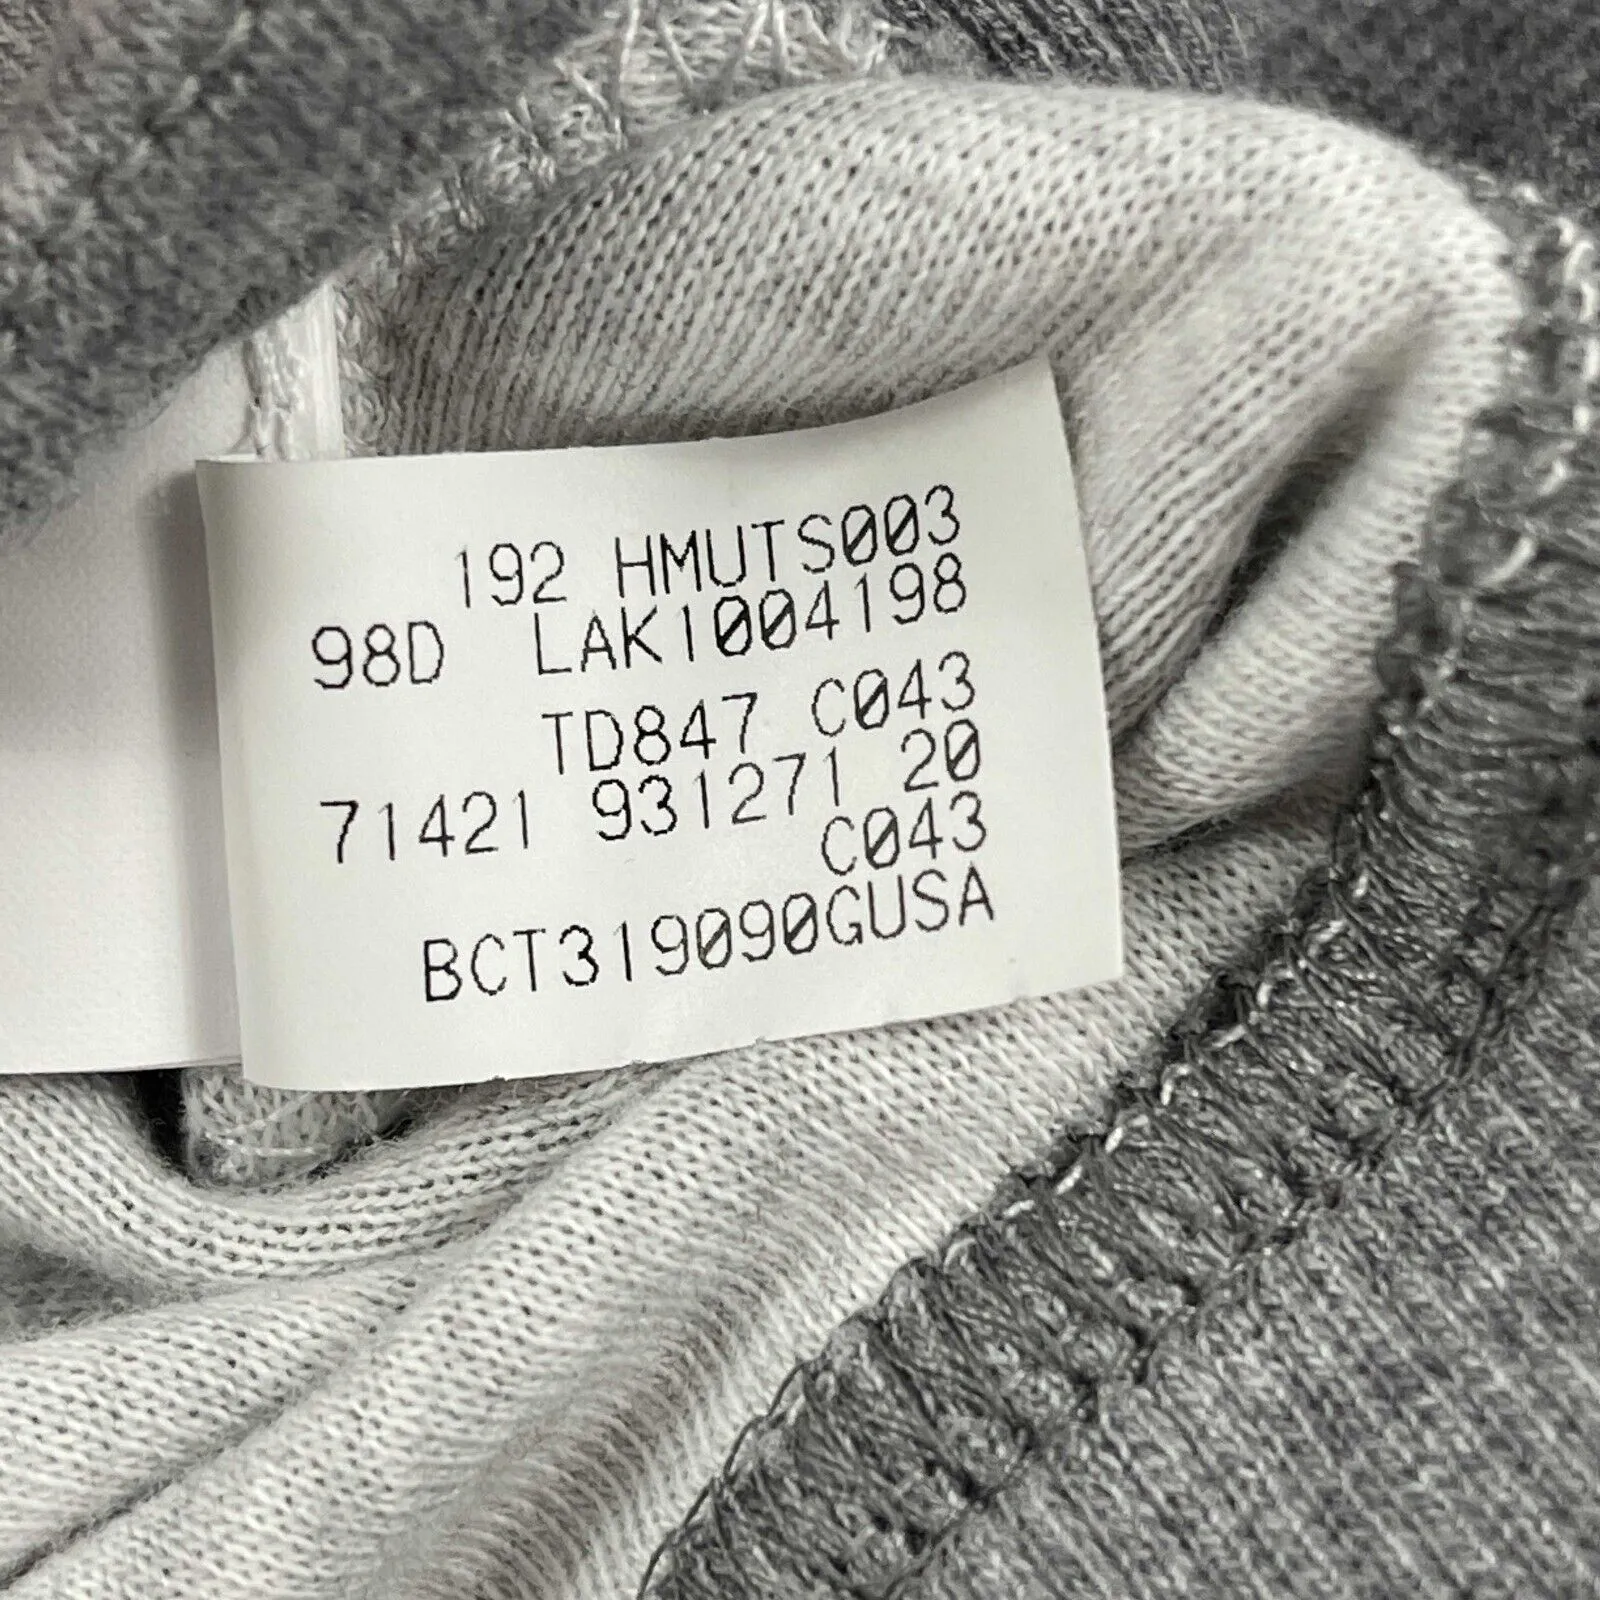 192 HMUTS003
98D LAK1004198
TD847 C043
71421 931271 20
C043
BCT319090GUSA